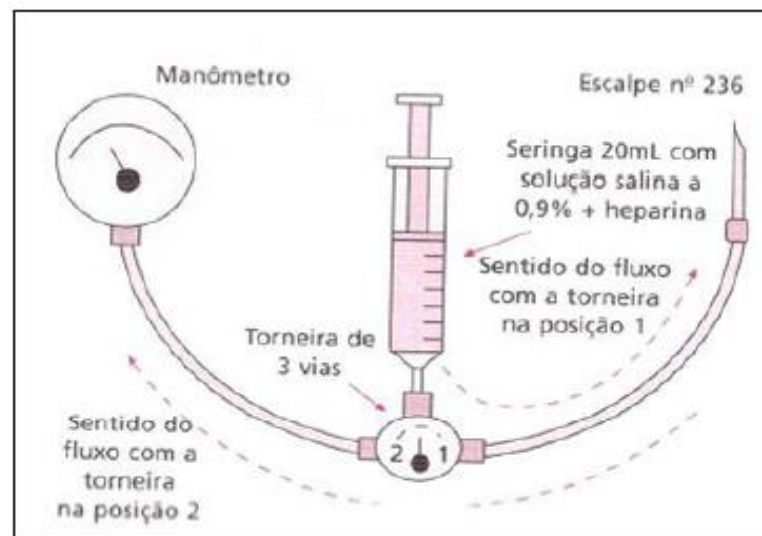 Manômetro
Escalpe nº 236
Seringa 20mL com
solução salina a
0,9% + heparina
Sentido do fluxo
com a torneira
na posição 1
Torneira de
3 vias
2 1
Sentido do
fluxo com a
torneira
na posição 2